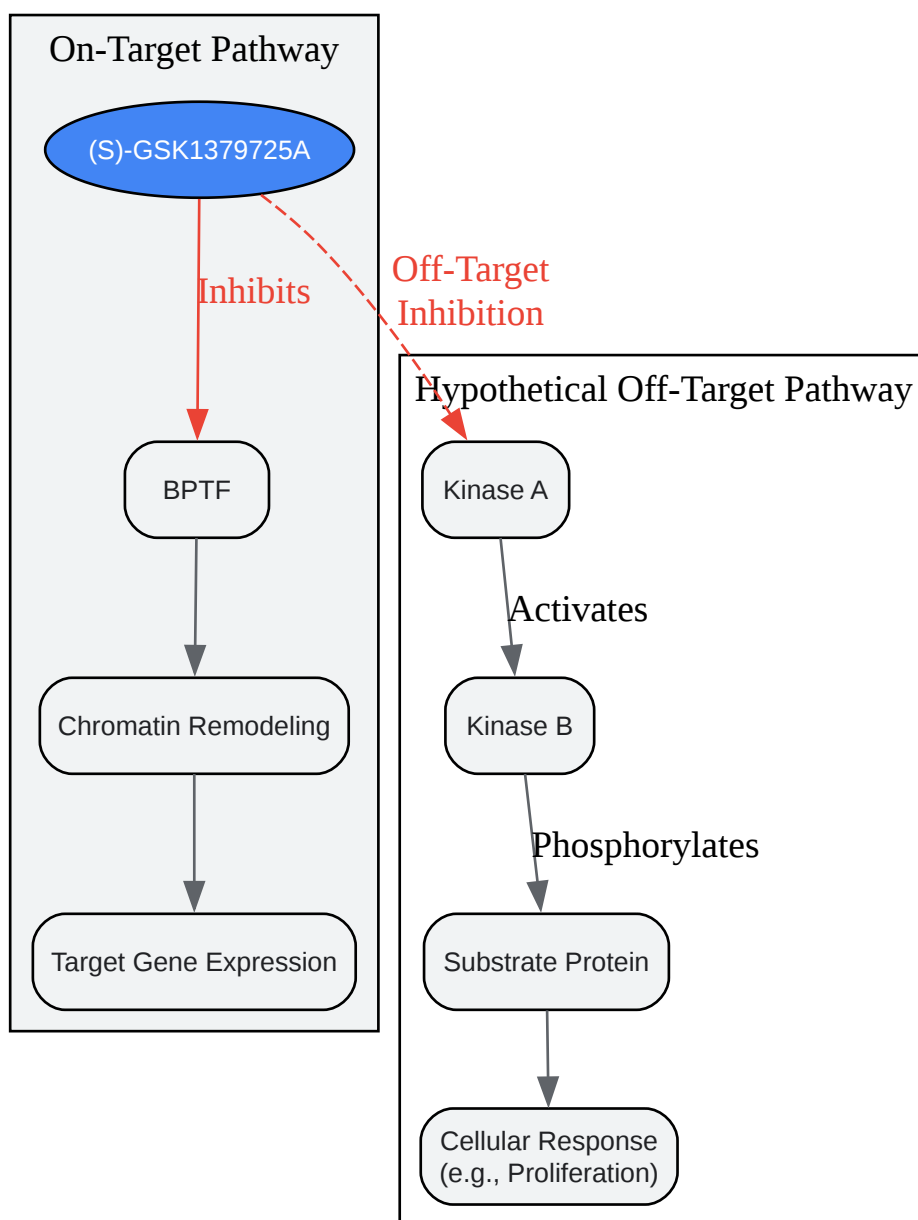 On-Target Pathway
(S)-GSK1379725A
Inhibits
BPTF
Chromatin Remodeling
Target Gene Expression
Off-Target
Inhibition
Hypothetical Off-Target Pathway
Kinase A
Activates
Kinase B
Phosphorylates
Substrate Protein
Cellular Response
(e.g., Proliferation)